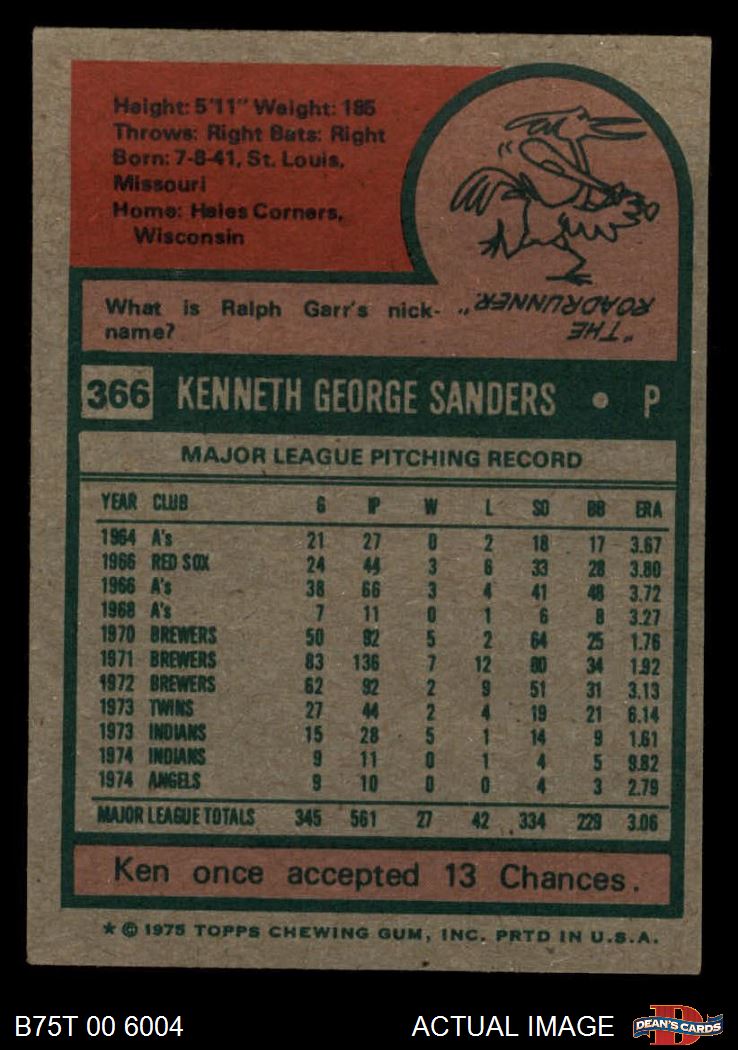 Height: 5'11" Weight: 185
Throws: Right Bats: Right
Born: 7-8-41, St. Louis,
Missouri
Home: Hales Corners,
Wisconsin
What is Ralph Garr's nick-
name?
"THE
ROADRUNNER."
366 KENNETH GEORGE SANDERS • P
MAJOR LEAGUE PITCHING RECORD
YEAR CLUB G IP W L SO BB ERA
1964 A's 21 27 0 2 18 17 3.67
1966 RED SOX 24 44 3 6 33 28 3.80
1966 A's 38 66 3 4 41 48 3.72
1968 A's 7 11 0 1 6 8 3.27
1970 BREWERS 50 92 5 2 64 25 1.76
1971 BREWERS 83 136 7 12 80 34 1.92
1972 BREWERS 62 92 2 9 51 31 3.13
1973 TWINS 27 44 2 4 19 21 6.14
1973 INDIANS 15 28 5 1 14 9 1.61
1974 INDIANS 9 11 0 1 4 5 9.82
1974 ANGELS 9 10 0 0 4 3 2.79
MAJOR LEAGUE TOTALS 345 561 27 42 334 229 3.06
Ken once accepted 13 Chances.
* © 1975 TOPPS CHEWING GUM, INC. PRTD IN U.S.A.
B75T 00 6004 ACTUAL IMAGE
D
DEAN'S CARDS